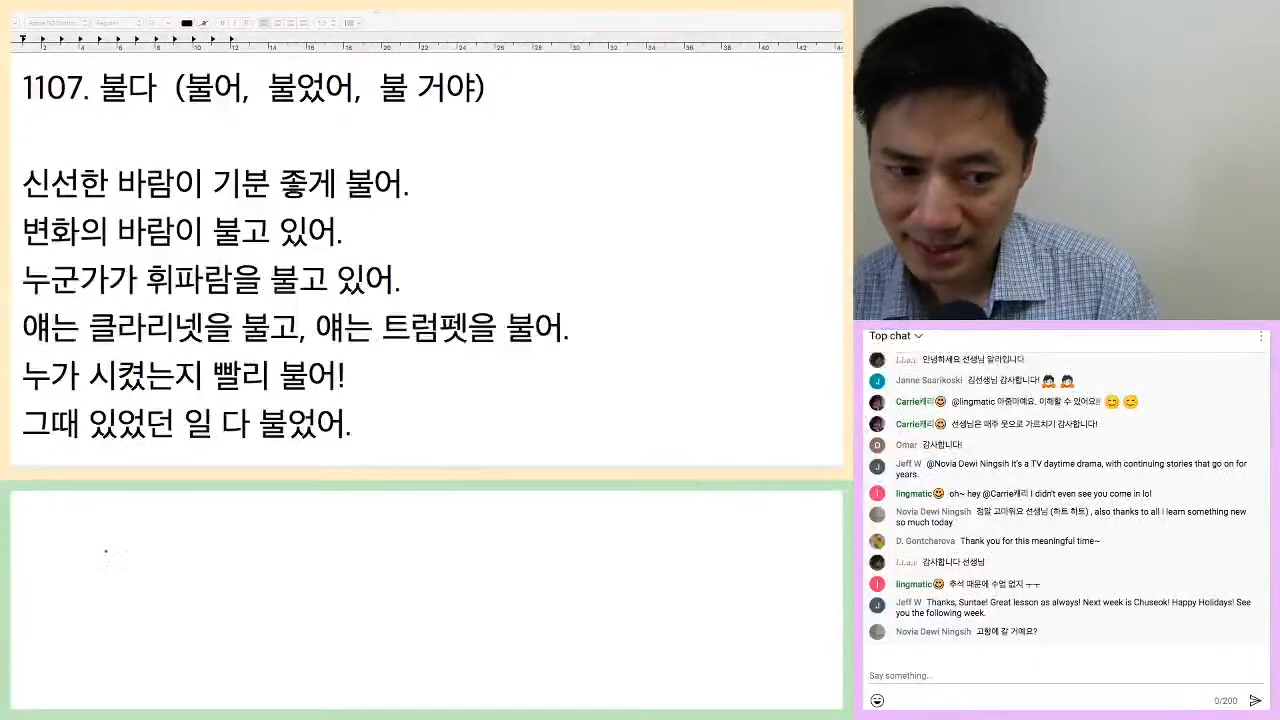 1107. 불다  (불어,  불었어,  불 거야)
신선한 바람이 기분 좋게 불어.
변화의 바람이 불고 있어.
누군가가 휘파람을 불고 있어.
얘는 클라리넷을 불고, 얘는 트럼펫을 불어.
누가 시켰는지 빨리 불어!
그때 있었던 일 다 불었어.
Top chat
안녕하세요 선생님 알라입니다
Janne Saarikoski 김선생님 감사합니다!
Carrie캐리 @lingmatic 아줌마예요. 이해할 수 있어요!!
Carrie캐리 선생님은 매주 웃으로 가르치기 감사합니다!
Omar 감사합니다!
Jeff W @Novia Dewi Ningsih It's a TV daytime drama, with continuing stories that go on for
years.
lingmatic oh~ hey @Carrie캐리 I didn't even see you come in lol
Novia Dewi Ningsih 정말 고마워요 선생님 (하트 하트) , also thanks to all i learn something new
so much today
D. Gontcharova Thank you for this meaningful time~
감사합니다 선생님
lingmatic 추석 때문에 수업 없지 ㅜㅜ
Jeff W Thanks, Suntae! Great lesson as always! Next week is Chuseok! Happy Holidays! See
you the following week.
Novia Dewi Ningsih 고향에 갈 거예요?
Say something...
0/200